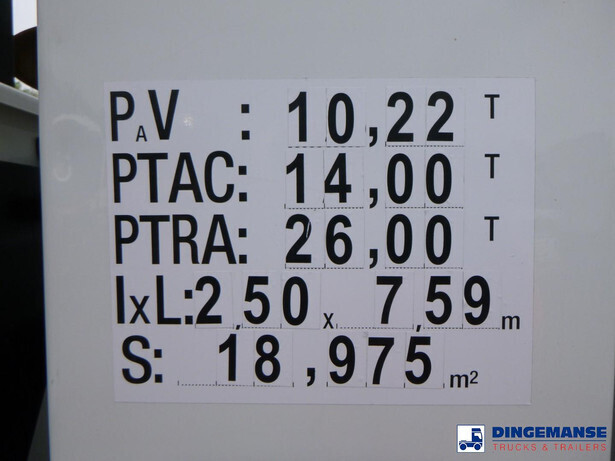 PAV : 10,22 T
PTAC: 14,00 T
PTRA: 26,00 T
lxL: 2,50 x 7,59 m
S: 18,975 m²
DINGEMANSE
TRUCKS & TRAILERS